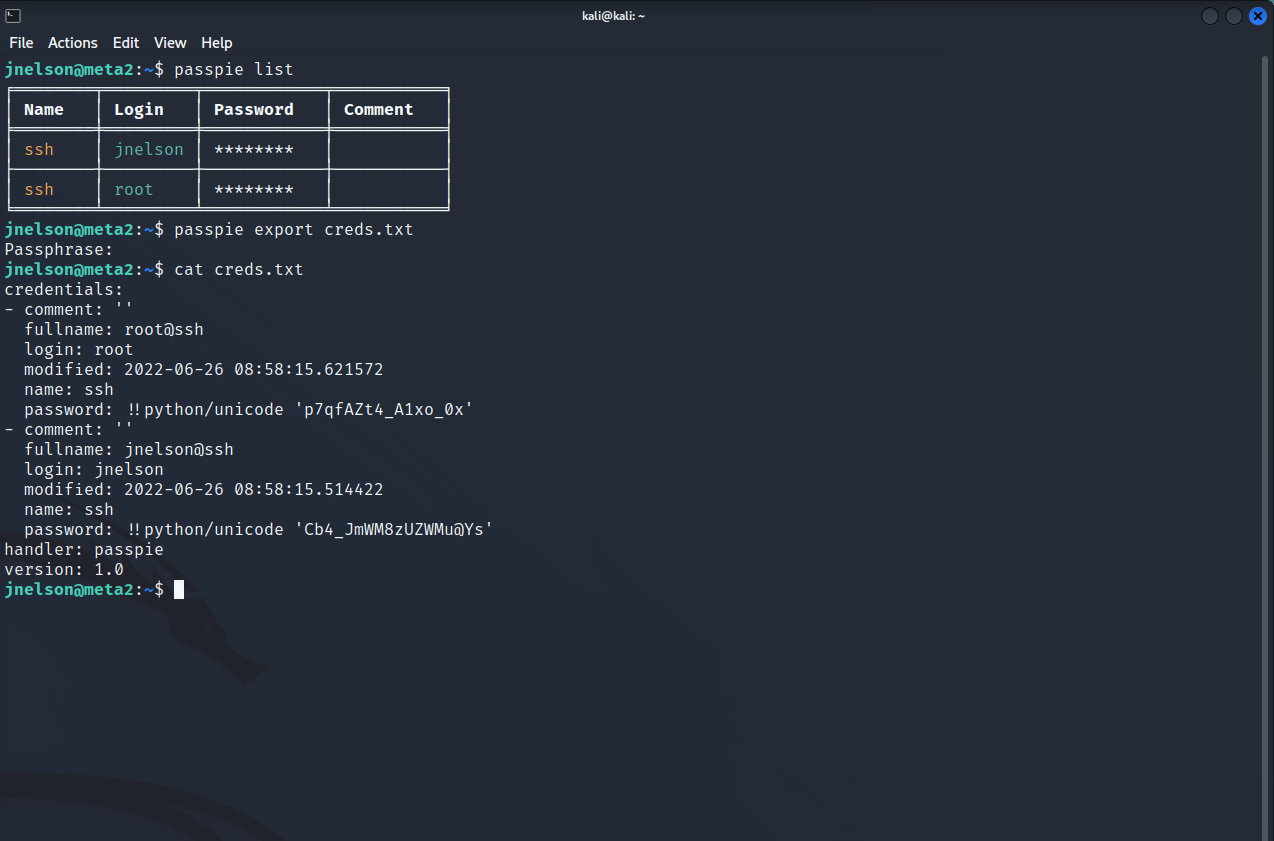 kali@kali: ~
File Actions Edit View Help
jnelson@meta2:~$ passpie list
Name Login Password Comment
ssh jnelson ********
ssh root ********
jnelson@meta2:~$ passpie export creds.txt
Passphrase:
jnelson@meta2:~$ cat creds.txt
credentials:
- comment: ''
  fullname: root@ssh
  login: root
  modified: 2022-06-26 08:58:15.621572
  name: ssh
  password: !!python/unicode 'p7qfAZt4_A1xo_0x'
- comment: ''
  fullname: jnelson@ssh
  login: jnelson
  modified: 2022-06-26 08:58:15.514422
  name: ssh
  password: !!python/unicode 'Cb4_JmWM8zUZWMu@Ys'
handler: passpie
version: 1.0
jnelson@meta2:~$